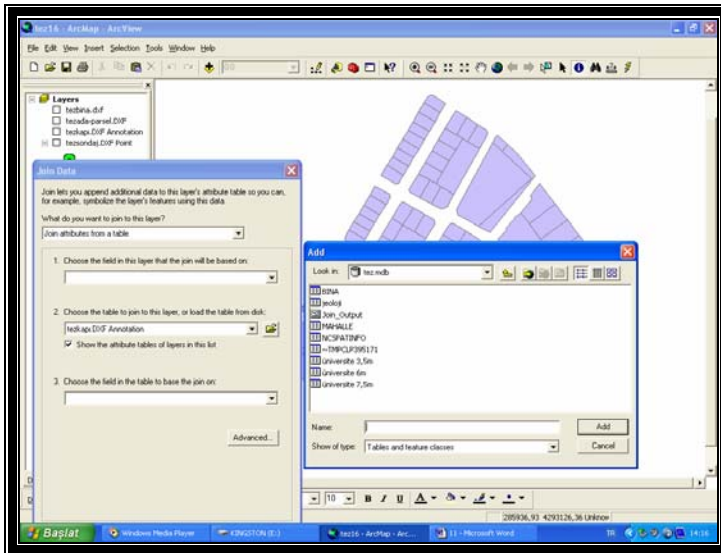 tez16 - ArcMap - ArcView
File Edit View Insert Selection Tools Window Help
Layers
tezbina.dxf
tezada-parsel.DXF
tezkapı.DXF Annotation
tezsondaj.DXF Point
Join Data
Join lets you append additional data to this layer's attribute table so you can,
for example, symbolize the layer's features using this data.
What do you want to join to this layer?
Join attributes from a table
1. Choose the field in this layer that the join will be based on:
2. Choose the table to join to this layer, or load the table from disk:
tezkapı.DXF Annotation
Show the attribute tables of layers in this list
3. Choose the field in the table to base the join on:
Advanced...
Add
Look in: tez.mdb
BINA
jeoloji
Join_Output
MAHALLE
NCSPATINFO
~TMPCLP395171
üniversite 3,5m
üniversite 6m
üniversite 7,5m
Name:
Add
Show of type: Tables and feature classes
Cancel
10 B I U A
285936,93 4293126,36 Unknow
Başlat
Windows Media Player
KINGSTON (E:)
tez16 - ArcMap - Arc...
11 - Microsoft Word
TR
14:16